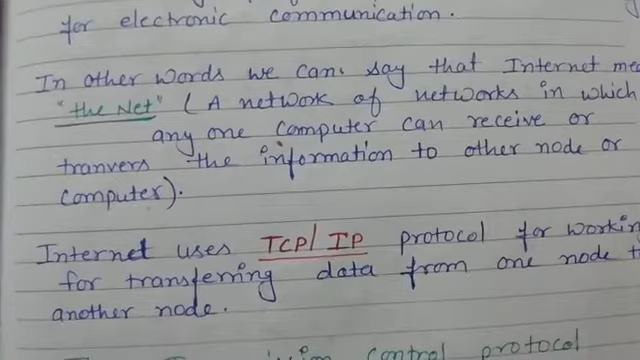 for electronic communication.
In other words we can say that Internet mea
"the Net" (A network of networks in which
any one computer can receive or
tranvers the information to other node or
computer).
Internet uses TCP/IP protocol for workin
for transferring data from one node t
another node.
control protocol